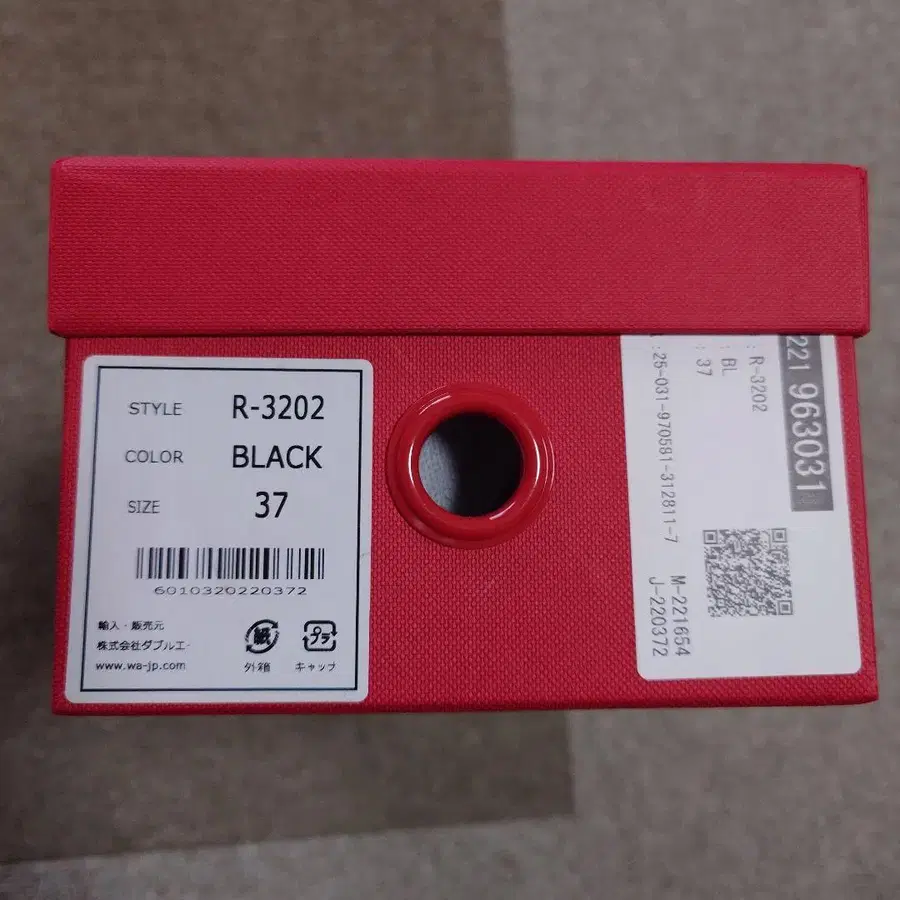 STYLE R-3202
COLOR BLACK
SIZE 37
6010320220372
輸入・販売元
株式会社ダブルエー
www.wa-jp.com
紙
外箱
プラ
キャップ
221 963031
: R-3202
: BL
: 37
:25-031-970581-312811-7
M-221654
J-220372